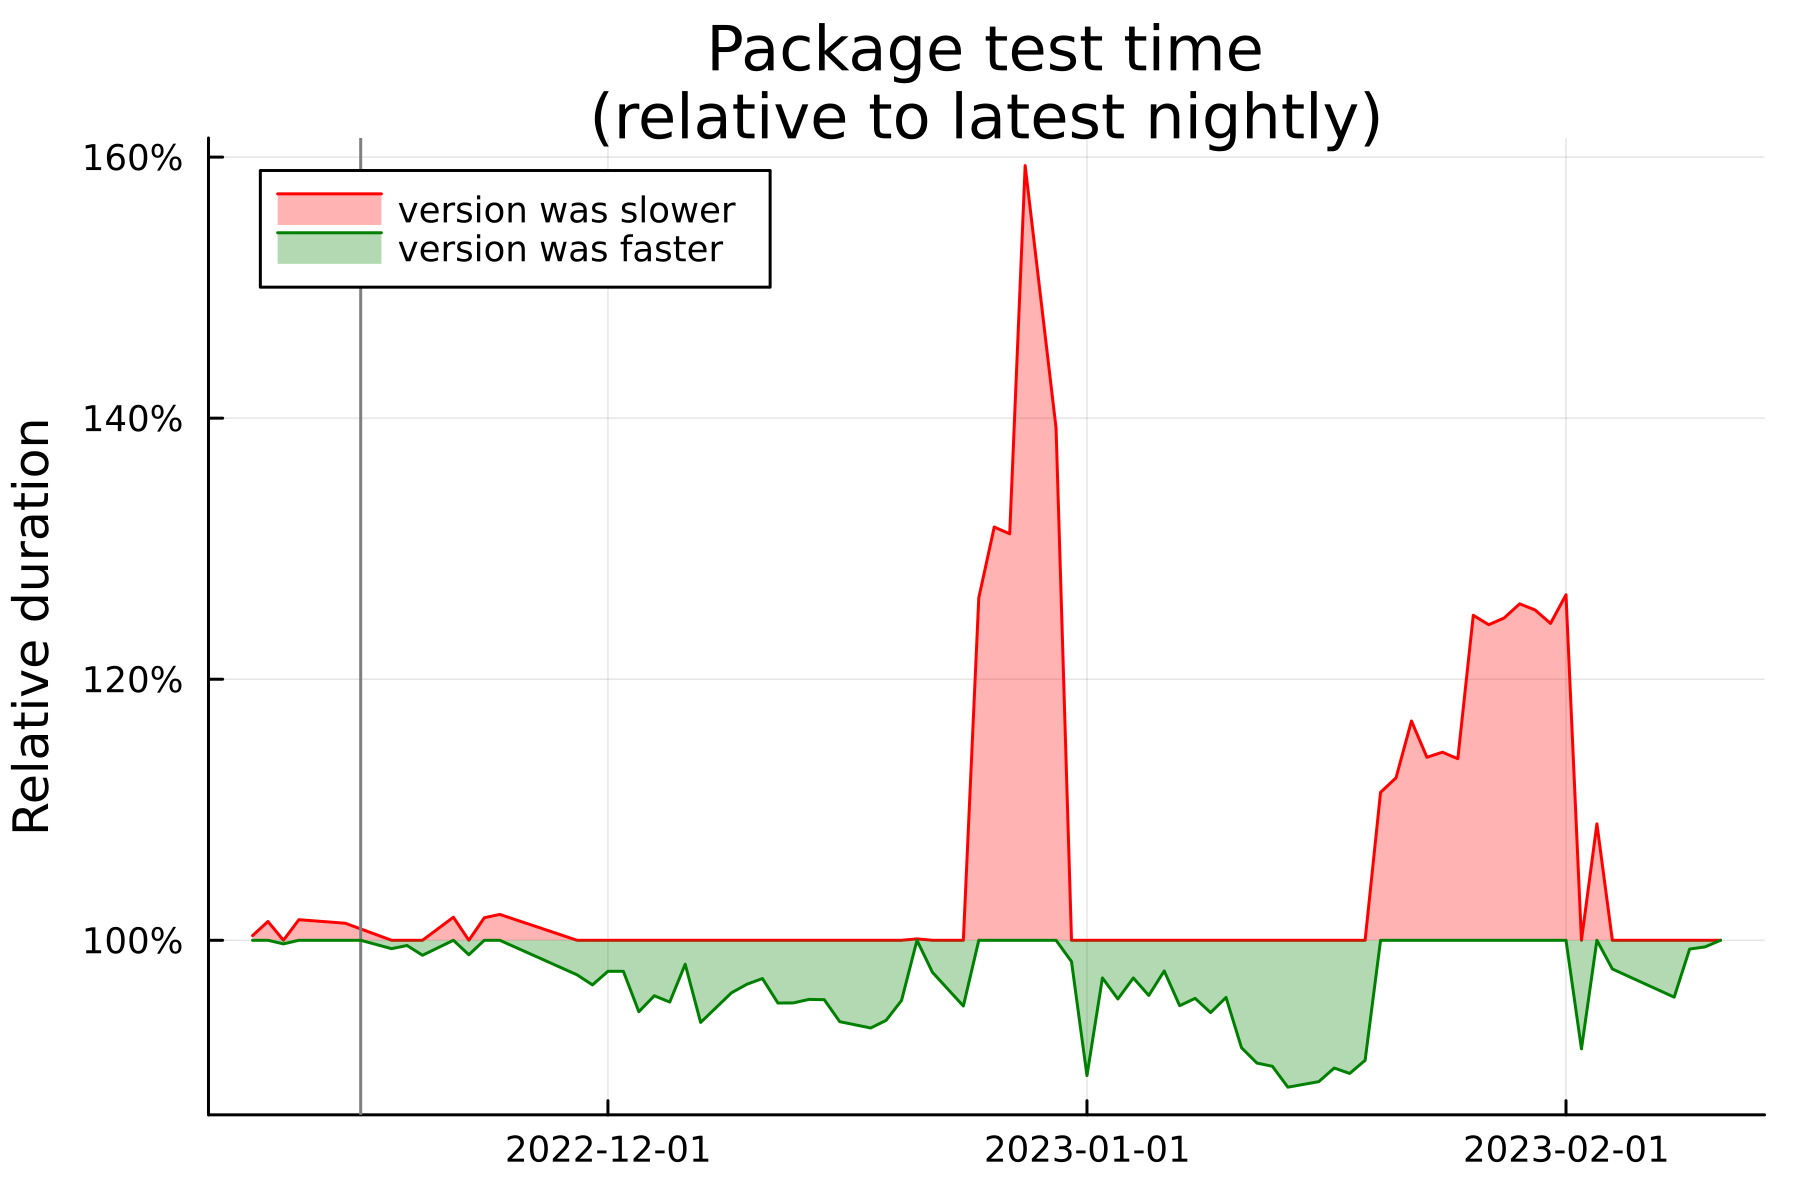 Package test time
(relative to latest nightly)
160%
version was slower
version was faster
140%
120%
100%
Relative duration
2022-12-01
2023-01-01
2023-02-01